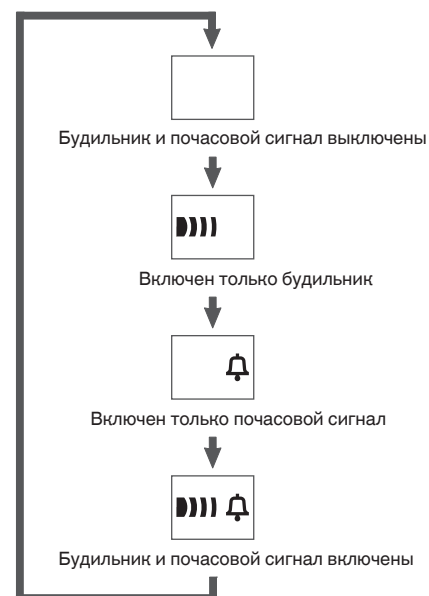 Будильник и почасовой сигнал выключены
Включен только будильник
Включен только почасовой сигнал
Будильник и почасовой сигнал включены